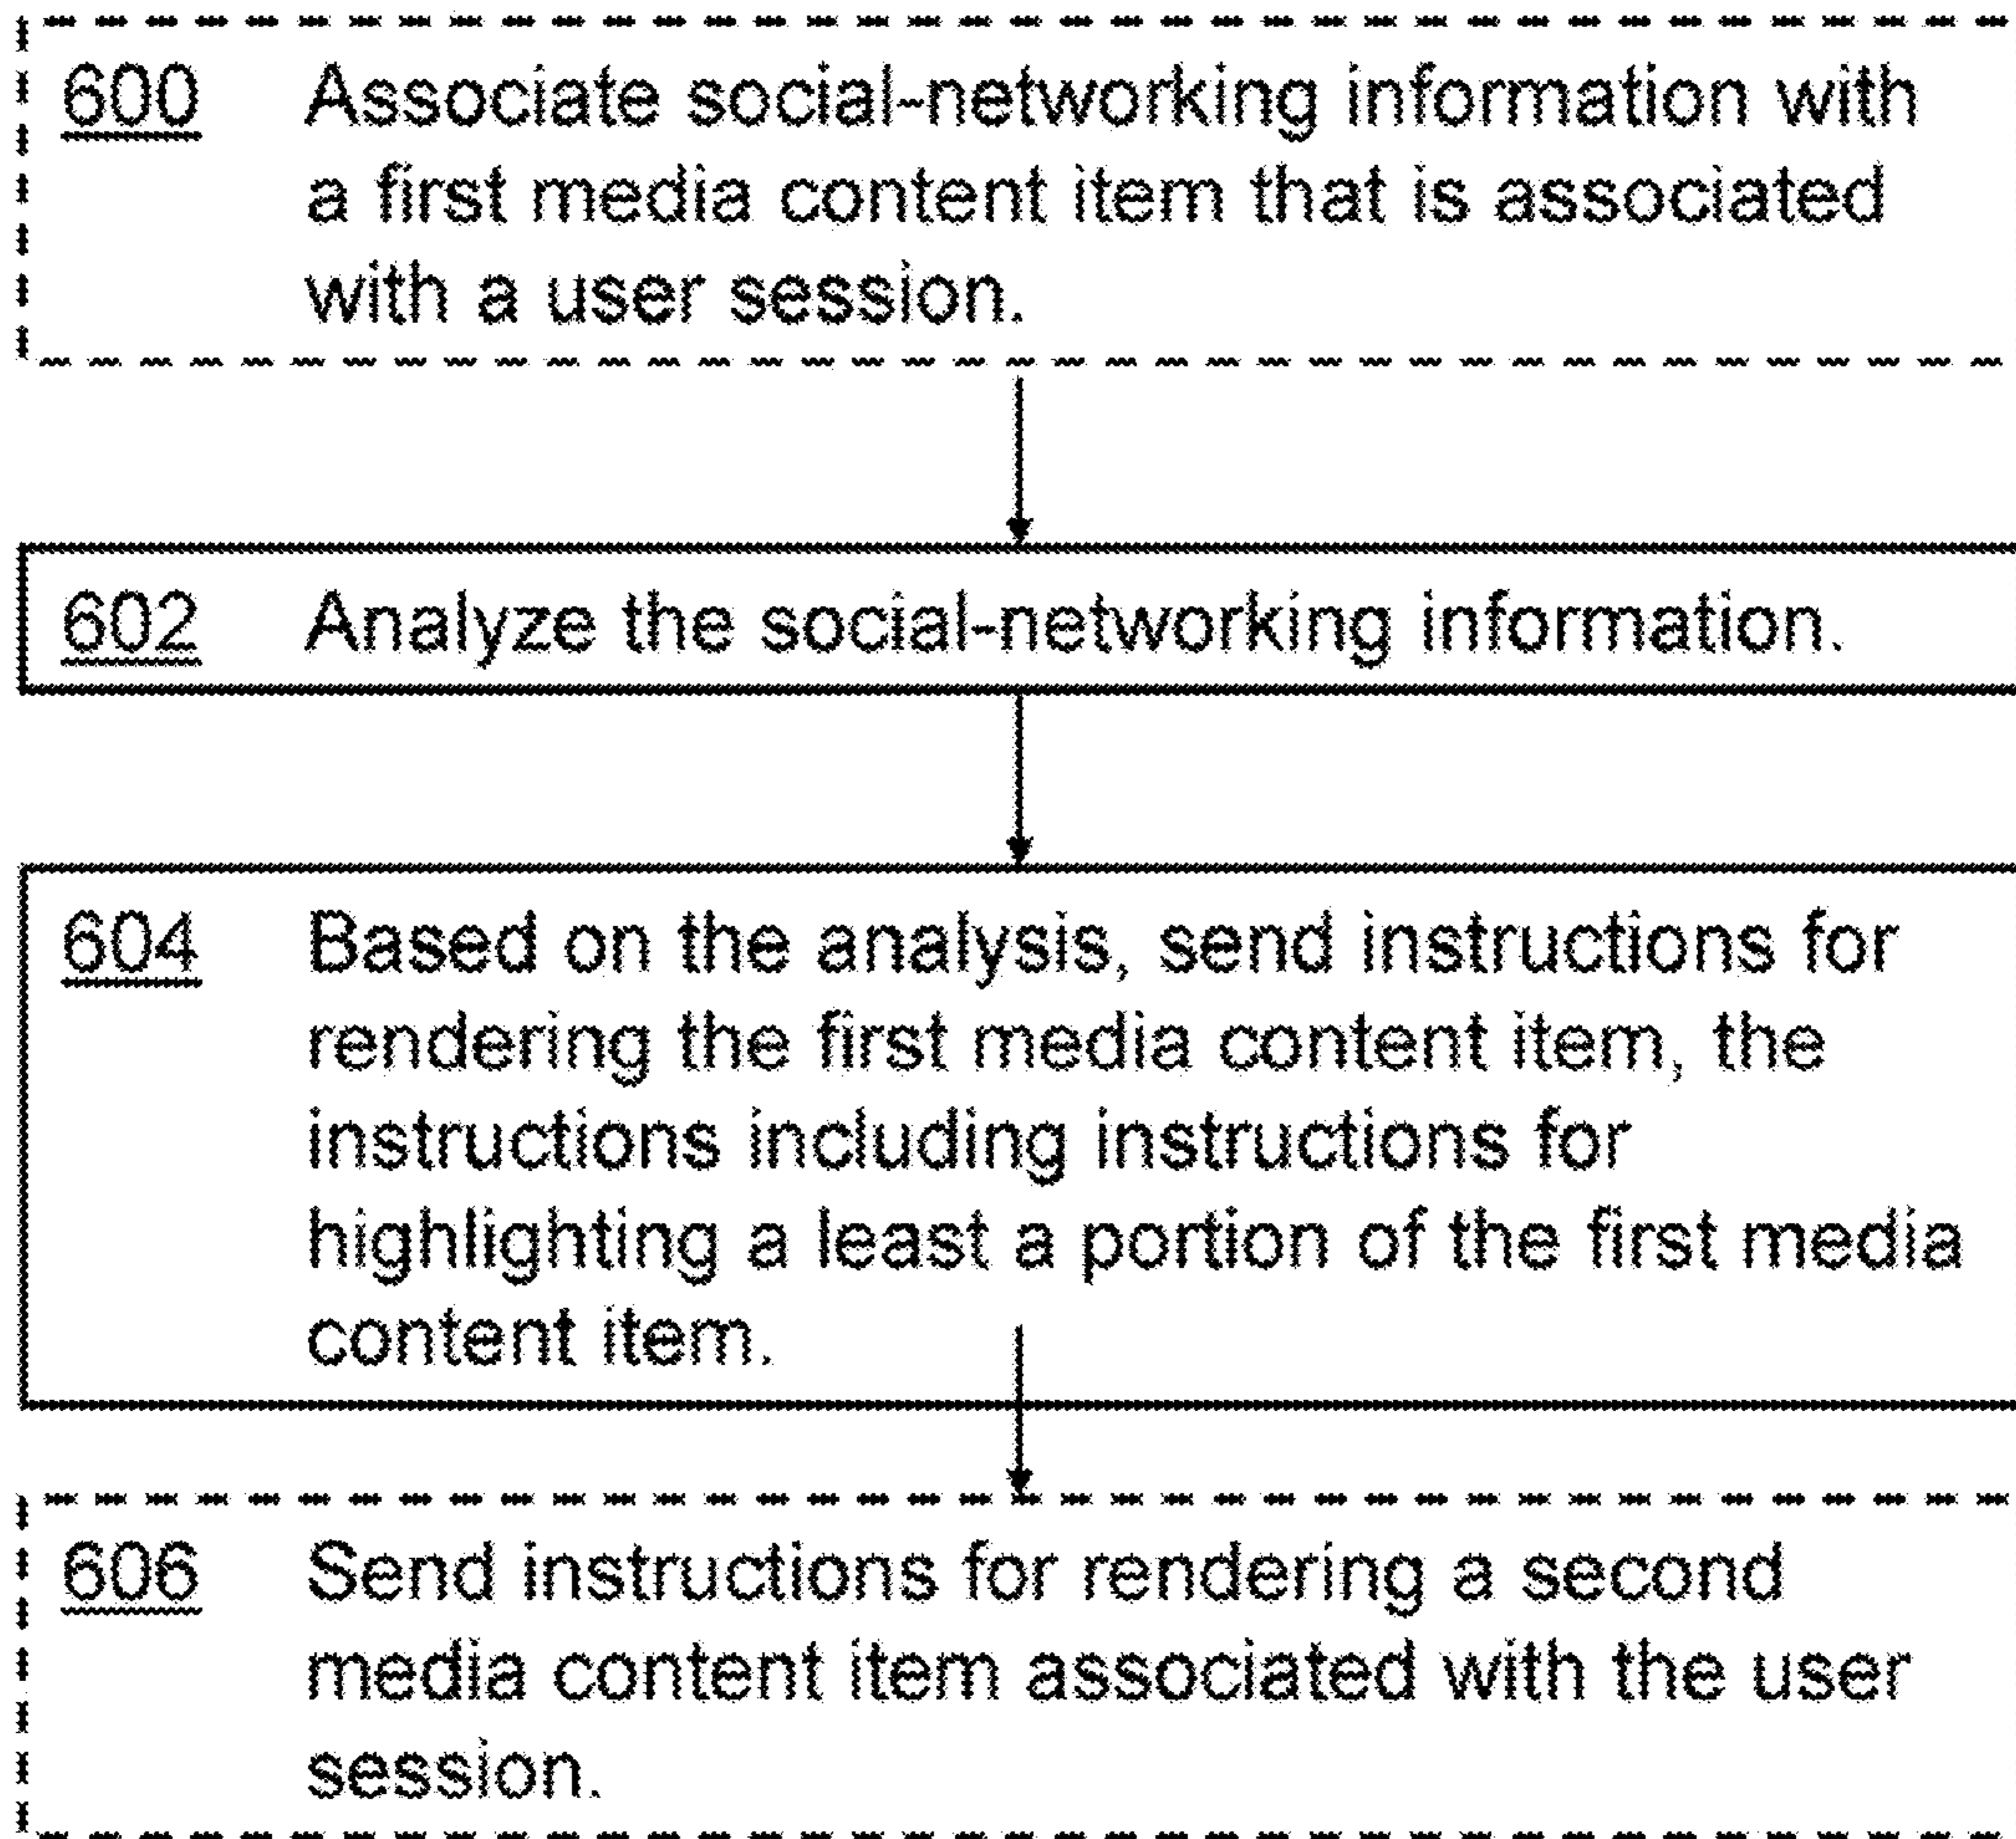 600 Associate social-networking information with
a first media content item that is associated
with a user session.
602 Analyze the social-networking information.
604 Based on the analysis, send instructions for
rendering the first media content item, the
instructions including instructions for
highlighting a least a portion of the first media
content item.
606 Send instructions for rendering a second
media content item associated with the user
session.